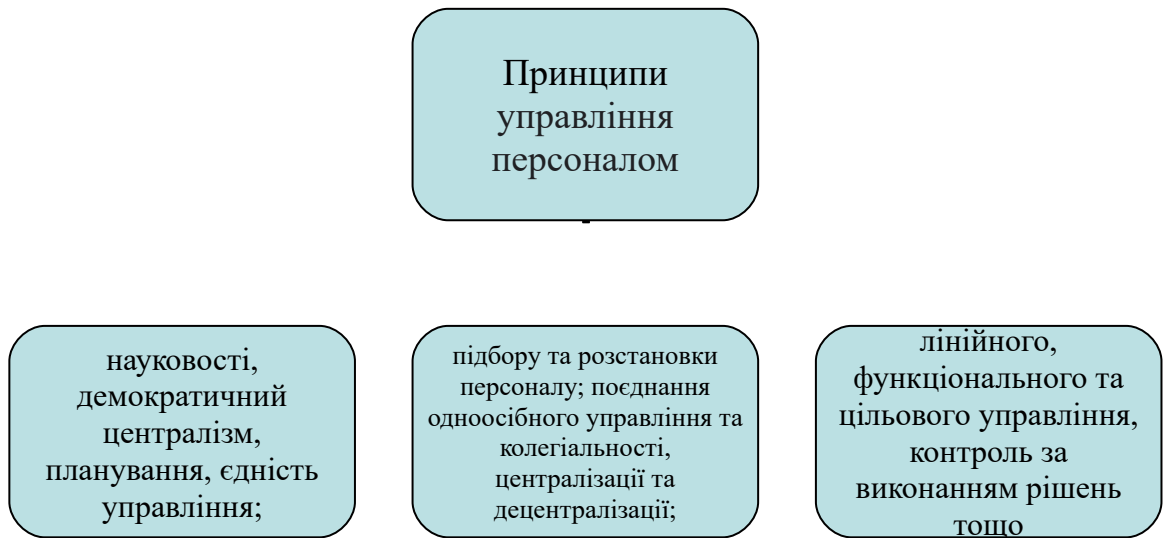 Принципи
управління
персоналом
-
науковості,
демократичний
централізм,
планування, єдність
управління;
підбору та розстановки
персоналу; поєднання
одноосібного управління та
колегіальності,
централізації та
децентралізації;
лінійного,
функціонального та
цільового управління,
контроль за
виконанням рішень
тощо